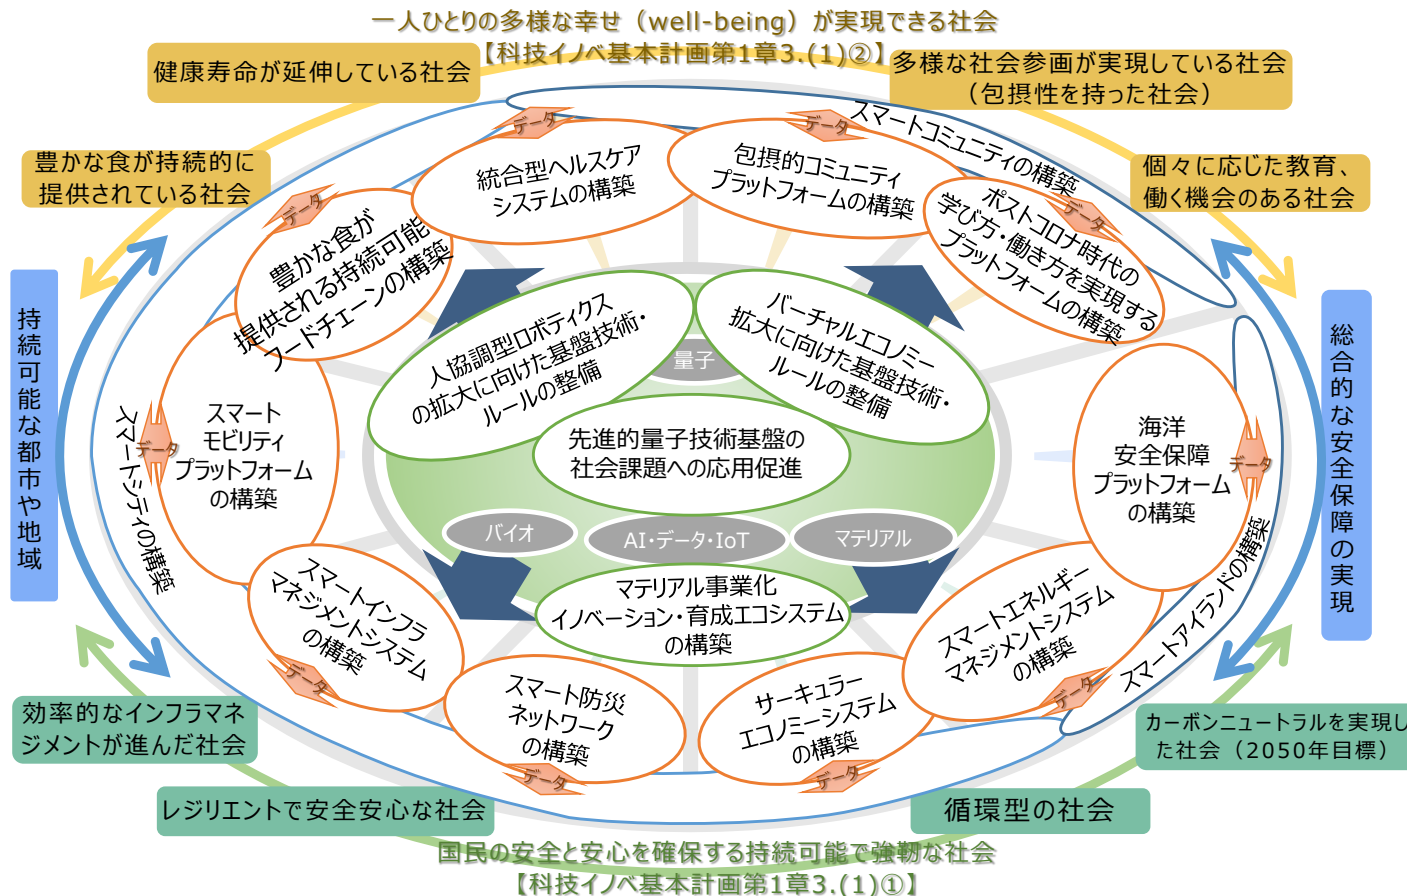 一人ひとりの多様な幸せ（well-being）が実現できる社会
【科技イノベ基本計画第1章3.(1)②】
健康寿命が延伸している社会
多様な社会参画が実現している社会
（包摂性を持った社会）
豊かな食が持続的に
提供されている社会
個々に応じた教育、
働く機会のある社会
スマートコミュニティの構築
データ
統合型ヘルスケア
システムの構築
データ
包摂的コミュニティ
プラットフォームの構築
データ
豊かな食が
提供される持続可能
フードチェーンの構築
データ
ポストコロナ時代の
学び方・働き方を実現する
プラットフォームの構築
持続可能な都市や地域
総合的な安全保障の実現
人協調型ロボティクス
の拡大に向けた基盤技術・
ルールの整備
バーチャルエコノミー
拡大に向けた基盤技術・
ルールの整備
量子
先進的量子技術基盤の
社会課題への応用促進
スマートシティの構築
データ
スマート
モビリティ
プラットフォーム
の構築
海洋
安全保障
プラットフォーム
の構築
データ
スマートアイランドの構築
バイオ
AI・データ・IoT
マテリアル
マテリアル事業化
イノベーション・育成エコシステム
の構築
スマートインフラ
マネジメントシステム
の構築
データ
スマートエネルギー
マネジメントシステム
の構築
データ
スマート防災
ネットワーク
の構築
データ
サーキュラー
エコノミーシステム
の構築
データ
効率的なインフラマネ
ジメントが進んだ社会
カーボンニュートラルを実現し
た社会（2050年目標）
レジリエントで安全安心な社会
循環型の社会
国民の安全と安心を確保する持続可能で強靭な社会
【科技イノベ基本計画第1章3.(1)①】